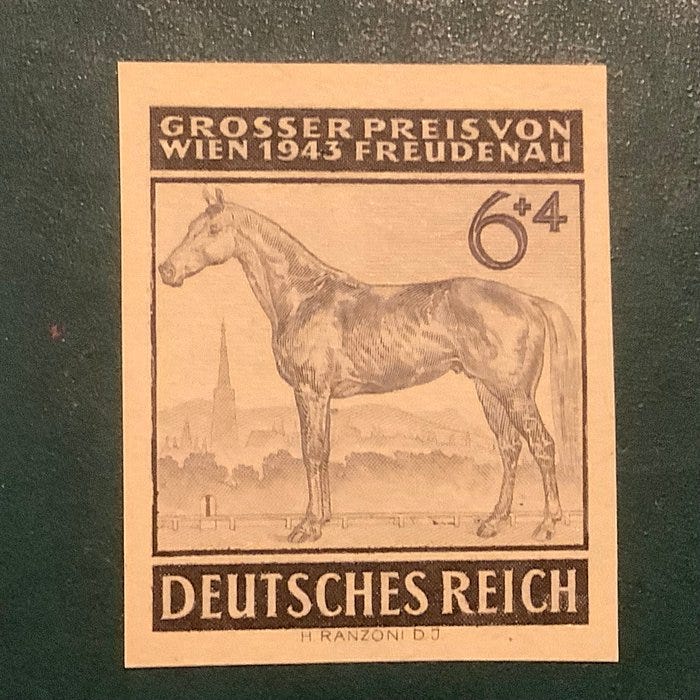 GROSSER PREIS VON
WIEN 1943 FREUDENAU
6+4
DEUTSCHES REICH
H RANZONI D.J